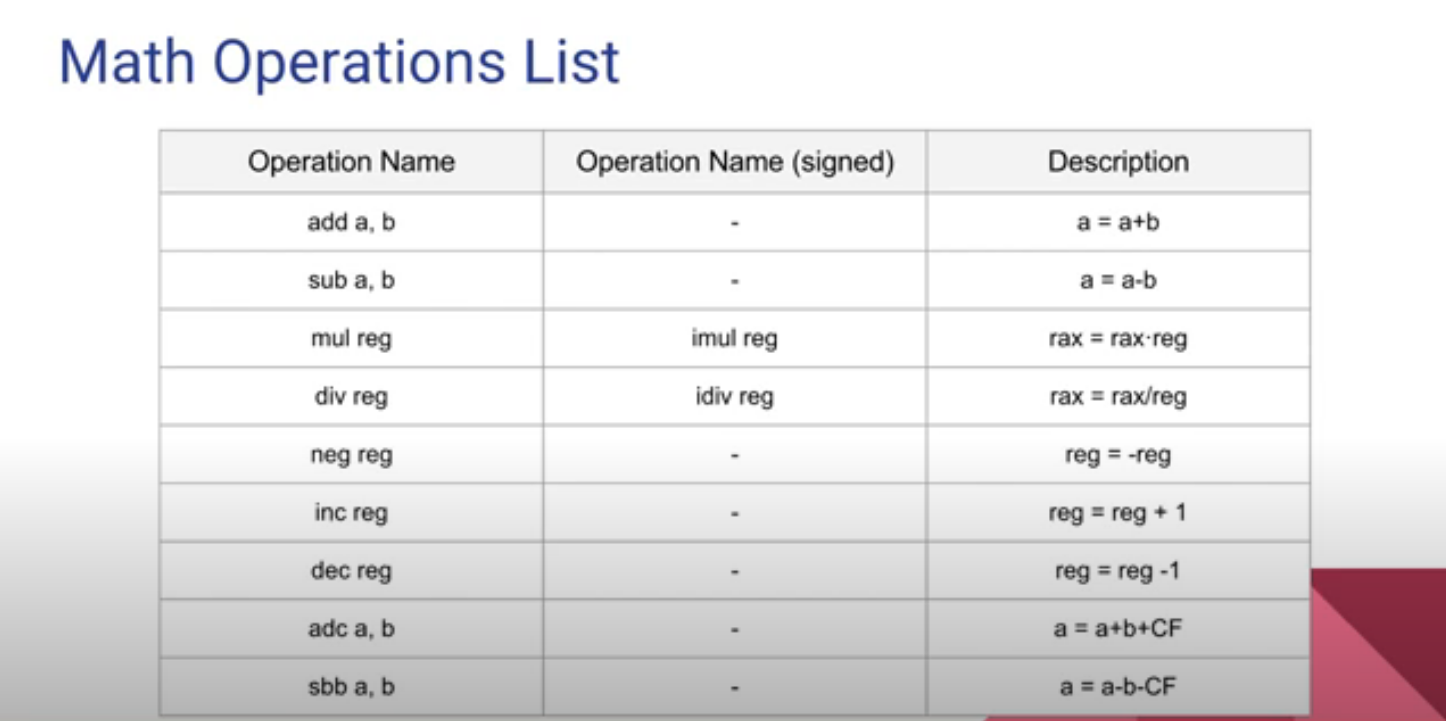 Math Operations List
Operation Name Operation Name (signed) Description
add a, b - a = a+b
sub a, b - a = a-b
mul reg imul reg rax = rax·reg
div reg idiv reg rax = rax/reg
neg reg - reg = -reg
inc reg - reg = reg + 1
dec reg - reg = reg -1
adc a, b - a = a+b+CF
sbb a, b - a = a-b-CF